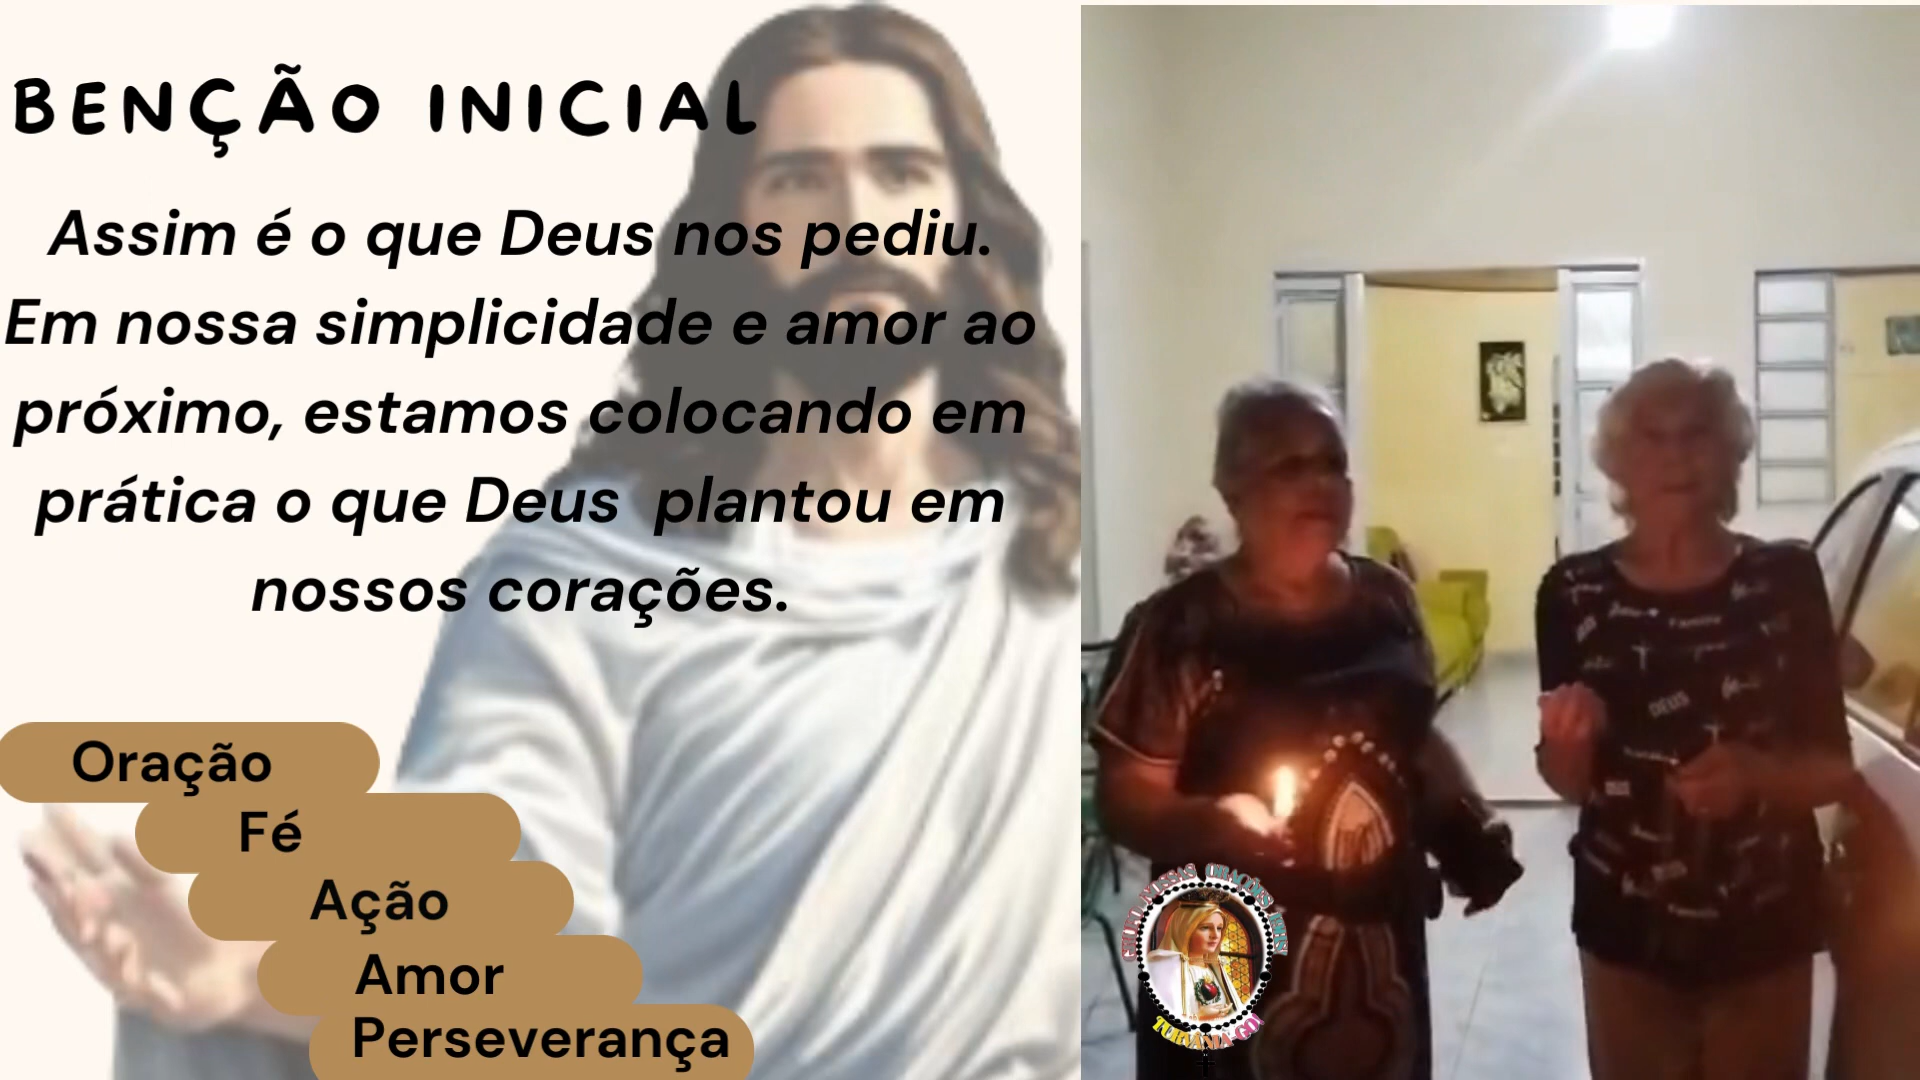 BENÇÃO INICIAL
Assim é o que Deus nos pediu.
Em nossa simplicidade e amor ao
próximo, estamos colocando em
prática o que Deus plantou em
nossos corações.
Oração
Fé
Ação
Amor
Perseverança
DEUS